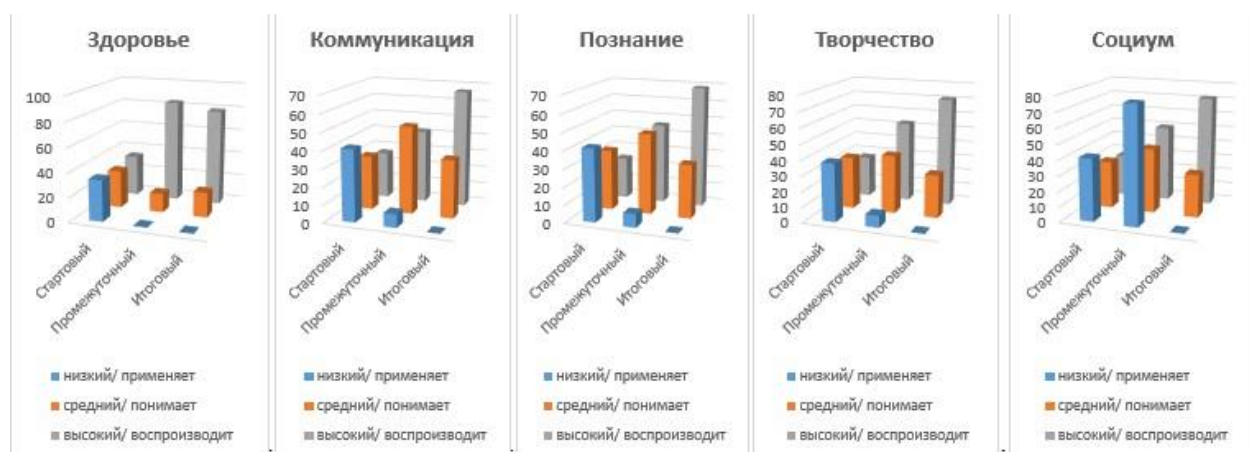 Здоровье
100
80
60
40
20
0
Стартовый
Промежуточный
Итоговый
низкий/ применяет
средний/ понимает
высокий/ воспроизводит
Коммуникация
70
60
50
40
30
20
10
0
Стартовый
Промежуточный
Итоговый
низкий/ применяет
средний/ понимает
высокий/ воспроизводит
Познание
70
60
50
40
30
20
10
0
Стартовый
Промежуточный
Итоговый
низкий/ применяет
средний/ понимает
высокий/ воспроизводит
Творчество
80
70
60
50
40
30
20
10
0
Стартовый
Промежуточный
Итоговый
низкий/ применяет
средний/ понимает
высокий/ воспроизводит
Социум
80
70
60
50
40
30
20
10
0
Стартовый
Промежуточный
Итоговый
низкий/ применяет
средний/ понимает
высокий/ воспроизводит